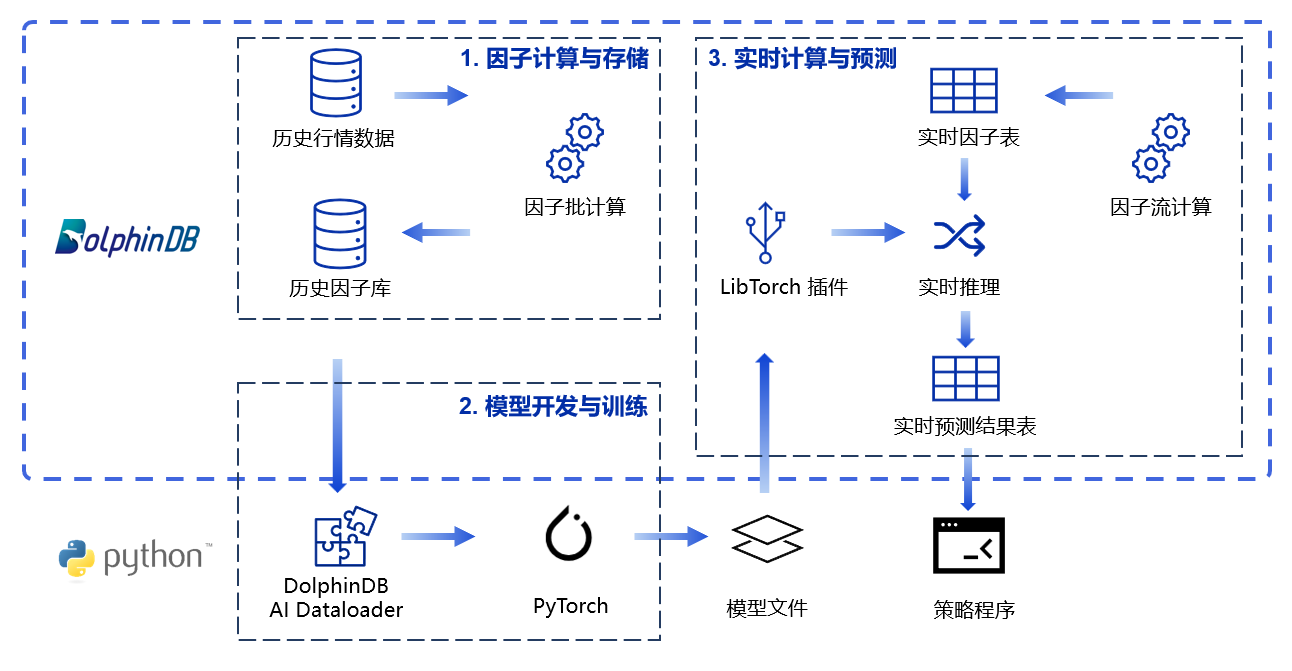 1. 因子计算与存储
历史行情数据
因子批计算
历史因子库
3. 实时计算与预测
实时因子表
因子流计算
LibTorch 插件
实时推理
实时预测结果表
DolphinDB
2. 模型开发与训练
python™
DolphinDB
AI Dataloader
PyTorch
模型文件
策略程序